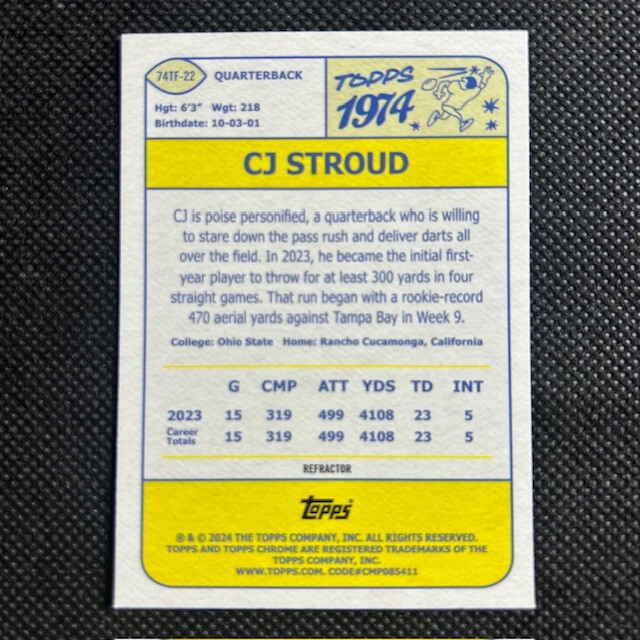 74TF-22 QUARTERBACK
Hgt: 6'3" Wgt: 218
Birthdate: 10-03-01
TOPPS
1974
CJ STROUD
CJ is poise personified, a quarterback who is willing
to stare down the pass rush and deliver darts all
over the field. In 2023, he became the initial first-
year player to throw for at least 300 yards in four
straight games. That run began with a rookie-record
470 aerial yards against Tampa Bay in Week 9.
College: Ohio State Home: Rancho Cucamonga, California
G CMP ATT YDS TD INT
2023 15 319 499 4108 23 5
Career
Totals 15 319 499 4108 23 5
REFRACTOR
Topps®
® & © 2024 THE TOPPS COMPANY, INC. ALL RIGHTS RESERVED.
TOPPS AND TOPPS CHROME ARE REGISTERED TRADEMARKS OF THE
TOPPS COMPANY, INC.
WWW.TOPPS.COM. CODE#CMP085411